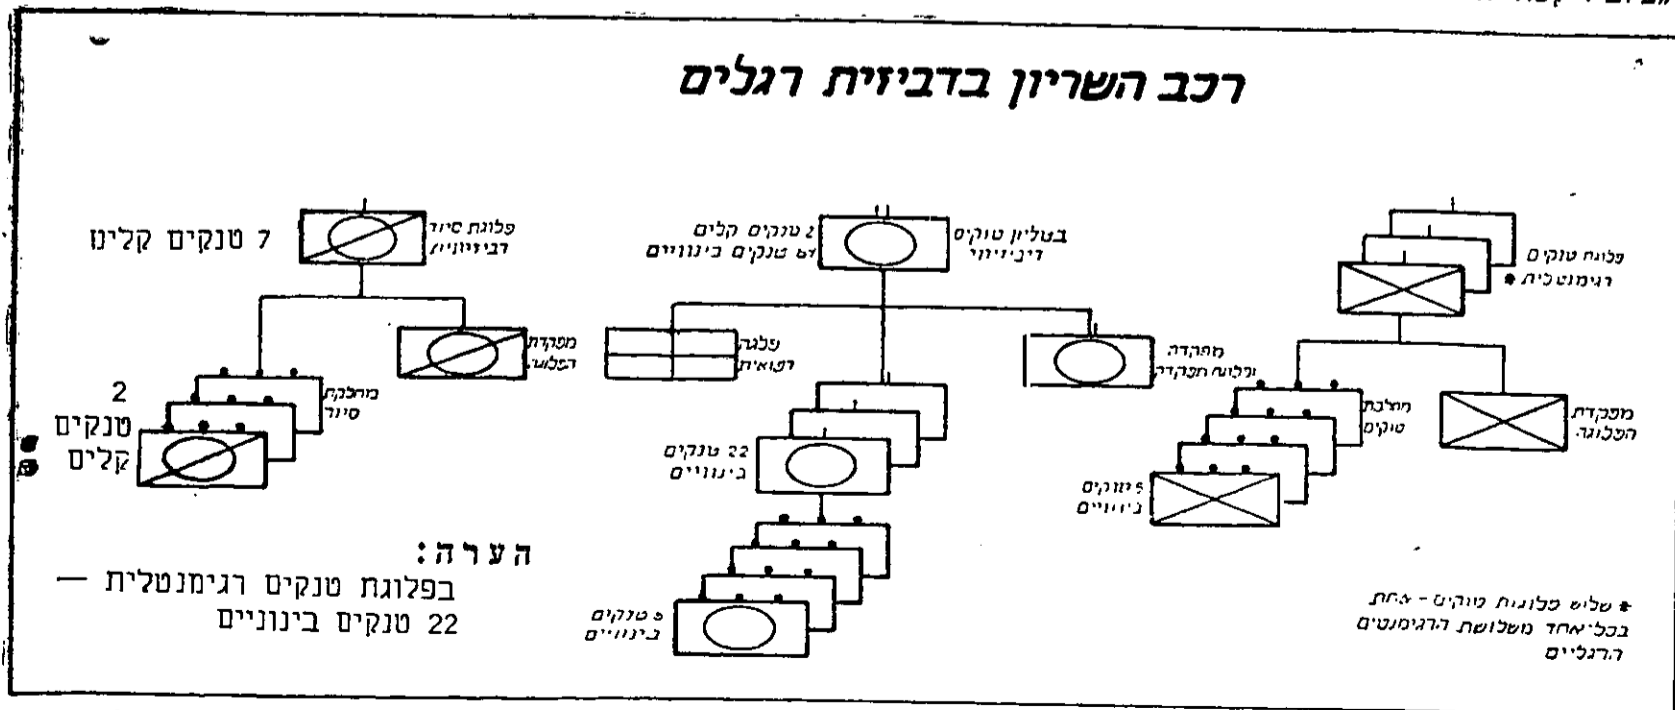 רכב השריון בדביזית רגלים
פלוגת טנקים
רגימנטלית *
מפקדת
הפלוגה
מחלקת
טנקים
5 טנקים
בינוניים
בטליון טנקים
דיביזיוני
2 טנקים קלים
טנקים בינוניים
מפקדה
ופלוגת מפקדה
פלגה
רפואית
22 טנקים
בינוניים
5 טנקים
בינוניים
פלוגת סיור
דביזיונית
7 טנקים קלים
מפקדת
הפלוגה
מחלקת
סיור
2
טנקים
קלים
הערה:
בפלוגת טנקים רגימנטלית —
22 טנקים בינוניים
* שלוש פלוגות טנקים - אחת
בכל אחד משלושת הרגימנטים
הרגליים